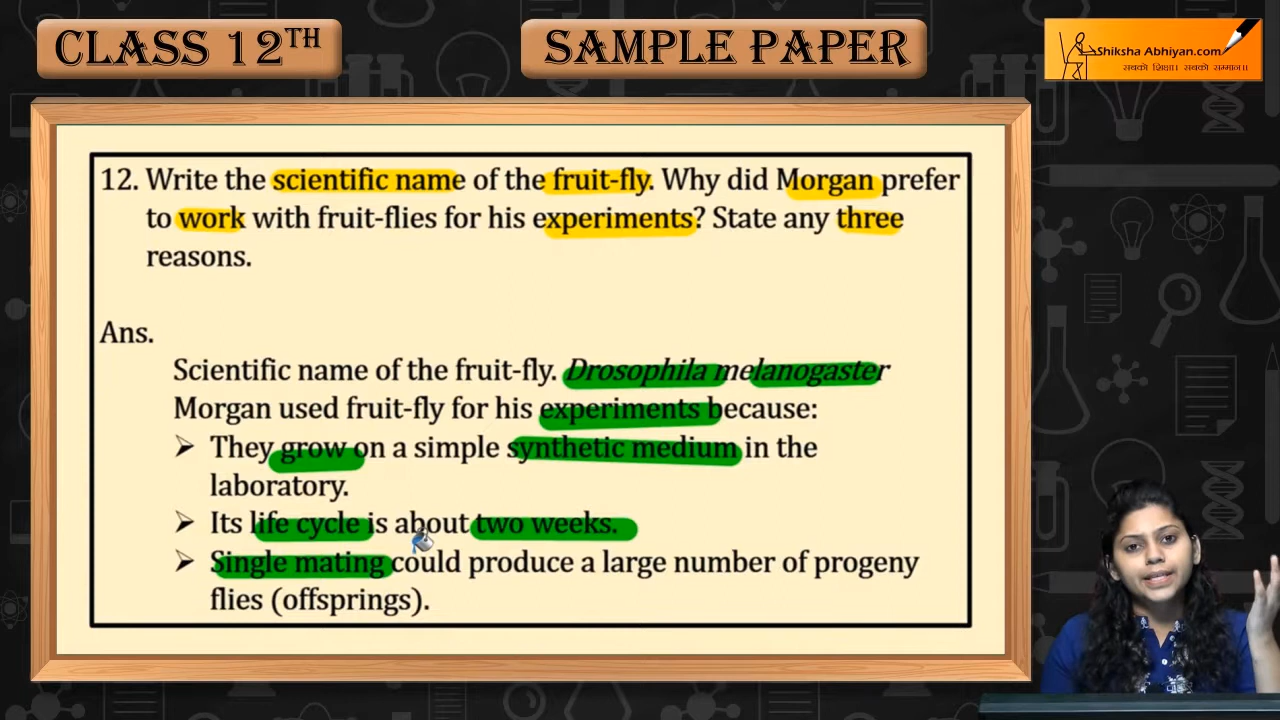 CLASS 12TH
SAMPLE PAPER
Shiksha Abhiyan.com
सबको शिक्षा। सबको सम्मान॥
12. Write the scientific name of the fruit-fly. Why did Morgan prefer
to work with fruit-flies for his experiments? State any three
reasons.
Ans.
Scientific name of the fruit-fly. Drosophila melanogaster
Morgan used fruit-fly for his experiments because:
➢ They grow on a simple synthetic medium in the
laboratory.
➢ Its life cycle is about two weeks.
➢ Single mating could produce a large number of progeny
flies (offsprings).